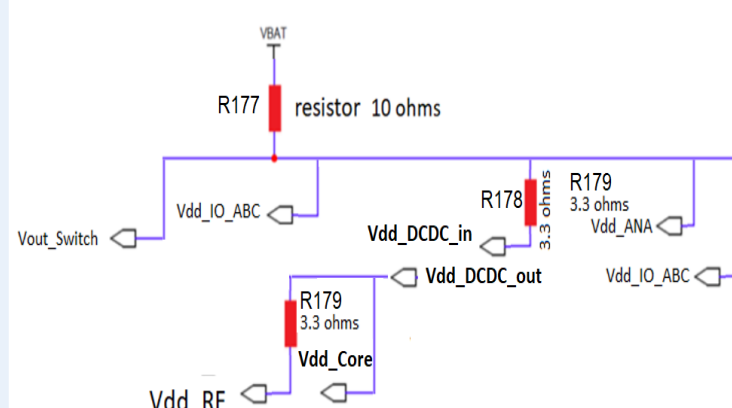 VBAT
R177
resistor 10 ohms
R178
3.3 ohms
R179
3.3 ohms
Vdd_IO_ABC
Vdd_ANA
Vout_Switch
Vdd_DCDC_in
Vdd_DCDC_out
Vdd_IO_ABC
R179
3.3 ohms
Vdd_Core
Vdd_RF